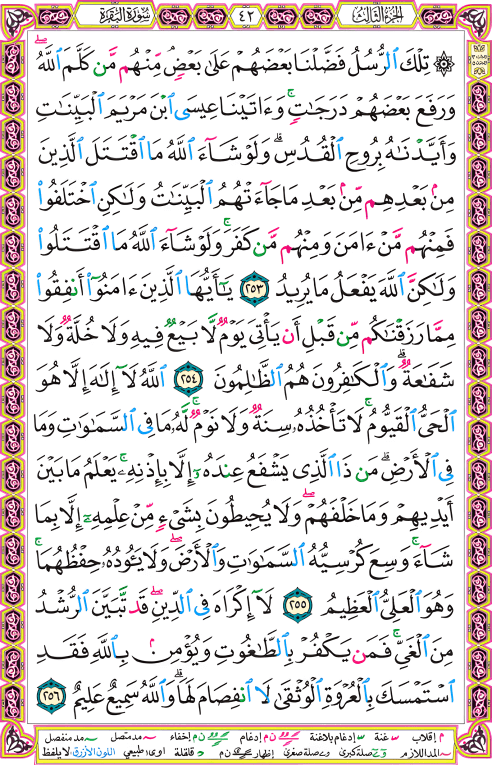 الجزء الثالث
٤٢
سورة البقرة
۞ تِلْكَ ٱلرُّسُلُ فَضَّلْنَا بَعْضَهُمْ عَلَىٰ بَعْضٍ مِّنْهُم مَّن كَلَّمَ ٱللَّهُ
وَرَفَعَ بَعْضَهُمْ دَرَجَٰتٍ ۚ وَءَاتَيْنَا عِيسَى ٱبْنَ مَرْيَمَ ٱلْبَيِّنَٰتِ
وَأَيَّدْنَٰهُ بِرُوحِ ٱلْقُدُسِ ۗ وَلَوْ شَآءَ ٱللَّهُ مَا ٱقْتَتَلَ ٱلَّذِينَ
مِنۢ بَعْدِهِم مِّنۢ بَعْدِ مَا جَآءَتْهُمُ ٱلْبَيِّنَٰتُ وَلَٰكِنِ ٱخْتَلَفُوا۟
فَمِنْهُم مَّنْ ءَامَنَ وَمِنْهُم مَّن كَفَرَ ۚ وَلَوْ شَآءَ ٱللَّهُ مَا ٱقْتَتَلُوا۟
وَلَٰكِنَّ ٱللَّهَ يَفْعَلُ مَا يُرِيدُ ٢٥٣ يَٰٓأَيُّهَا ٱلَّذِينَ ءَامَنُوٓا۟ أَنفِقُوا۟
مِمَّا رَزَقْنَٰكُم مِّن قَبْلِ أَن يَأْتِىَ يَوْمٌ لَّا بَيْعٌ فِيهِ وَلَا خُلَّةٌ وَلَا
شَفَٰعَةٌ ۗ وَٱلْكَٰفِرُونَ هُمُ ٱلظَّٰلِمُونَ ٢٥٤ ٱللَّهُ لَآ إِلَٰهَ إِلَّا هُوَ
ٱلْحَىُّ ٱلْقَيُّومُ ۚ لَا تَأْخُذُهُۥ سِنَةٌ وَلَا نَوْمٌ ۚ لَّهُۥ مَا فِى ٱلسَّمَٰوَٰتِ وَمَا
فِى ٱلْأَرْضِ ۗ مَن ذَا ٱلَّذِى يَشْفَعُ عِندَهُۥٓ إِلَّا بِإِذْنِهِۦ ۚ يَعْلَمُ مَا بَيْنَ
أَيْدِيهِمْ وَمَا خَلْفَهُمْ ۖ وَلَا يُحِيطُونَ بِشَىْءٍ مِّنْ عِلْمِهِۦٓ إِلَّا بِمَا
شَآءَ ۚ وَسِعَ كُرْسِيُّهُ ٱلسَّمَٰوَٰتِ وَٱلْأَرْضَ ۖ وَلَا يَـُٔودُهُۥ حِفْظُهُمَا ۚ
وَهُوَ ٱلْعَلِىُّ ٱلْعَظِيمُ ٢٥٥ لَآ إِكْرَاهَ فِى ٱلدِّينِ ۖ قَد تَّبَيَّنَ ٱلرُّشْدُ
مِنَ ٱلْغَىِّ ۚ فَمَن يَكْفُرْ بِٱلطَّٰغُوتِ وَيُؤْمِنۢ بِٱللَّهِ فَقَدِ
ٱسْتَمْسَكَ بِٱلْعُرْوَةِ ٱلْوُثْقَىٰ لَا ٱنفِصَامَ لَهَا ۗ وَٱللَّهُ سَمِيعٌ عَلِيمٌ ٢٥٦
م إقلاب غنة إدغام بلاغنة ن م إدغام ن م إخفاء مد متصل مد منفصل
المد اللازم صلة كبرى صلة صغرى إظهار قلقلة اوى: طبيعي اللون الأزرق: لا يلفظ